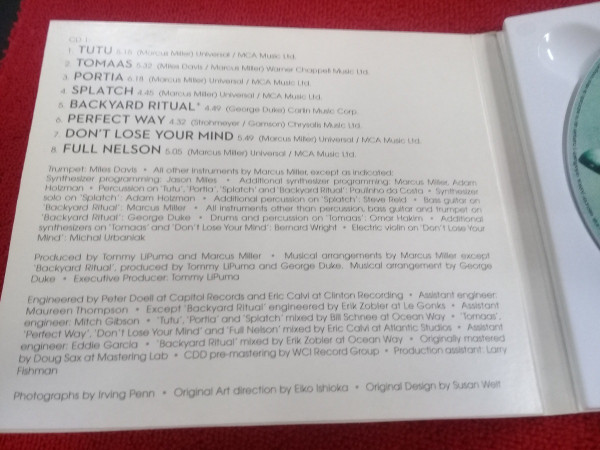 CD 1:
1. TUTU 5.15 (Marcus Miller) Universal / MCA Music Ltd.
2. TOMAAS 5.32 (Miles Davis / Marcus Miller) Warner Chappell Music Ltd.
3. PORTIA 6.18 (Marcus Miller) Universal / MCA Music Ltd.
4. SPLATCH 4.45 (Marcus Miller) Universal / MCA Music Ltd.
5. BACKYARD RITUAL* 4.49 (George Duke) Carlin Music Corp.
6. PERFECT WAY 4.32 (Strohmeyer / Gamson) Chrysalis Music Ltd.
7. DON'T LOSE YOUR MIND 5.49 (Marcus Miller) Universal / MCA Music Ltd.
8. FULL NELSON 5.05 (Marcus Miller) Universal / MCA Music Ltd.
Trumpet: Miles Davis • All other instruments by Marcus Miller, except as indicated:
Synthesizer programming: Jason Miles • Additional synthesizer programming: Marcus Miller, Adam
Holzman • Percussion on 'Tutu', 'Portia', 'Splatch' and 'Backyard Ritual': Paulinho da Costa • Synthesizer
solo on 'Splatch': Adam Holzman • Additional percussion on 'Splatch': Steve Reid • Bass guitar on
'Backyard Ritual': Marcus Miller • All instruments other than percussion, bass guitar and trumpet on
'Backyard Ritual': George Duke • Drums and percussion on 'Tomaas': Omar Hakim • Additional
synthesizers on 'Tomaas' and 'Don't Lose Your Mind': Bernard Wright • Electric violin on 'Don't Lose Your
Mind': Michal Urbaniak
Produced by Tommy LiPuma and Marcus Miller • Musical arrangements by Marcus Miller except
'Backyard Ritual', produced by Tommy LiPuma and George Duke. Musical arrangement by George
Duke • Executive Producer: Tommy LiPuma
Engineered by Peter Doell at Capitol Records and Eric Calvi at Clinton Recording • Assistant engineer:
Maureen Thompson • Except 'Backyard Ritual' engineered by Erik Zobler at Le Gonks • Assistant
engineer: Mitch Gibson • 'Tutu', 'Portia' and 'Splatch' mixed by Bill Schnee at Ocean Way • 'Tomaas',
'Perfect Way', 'Don't Lose Your Mind' and 'Full Nelson' mixed by Eric Calvi at Atlantic Studios • Assistant
engineer: Eddie Garcia • 'Backyard Ritual' mixed by Erik Zobler at Ocean Way • Originally mastered
by Doug Sax at Mastering Lab • CDD pre-mastering by WCI Record Group • Production assistant: Larry
Fishman
Photographs by Irving Penn • Original Art direction by Eiko Ishioka • Original Design by Susan Welt